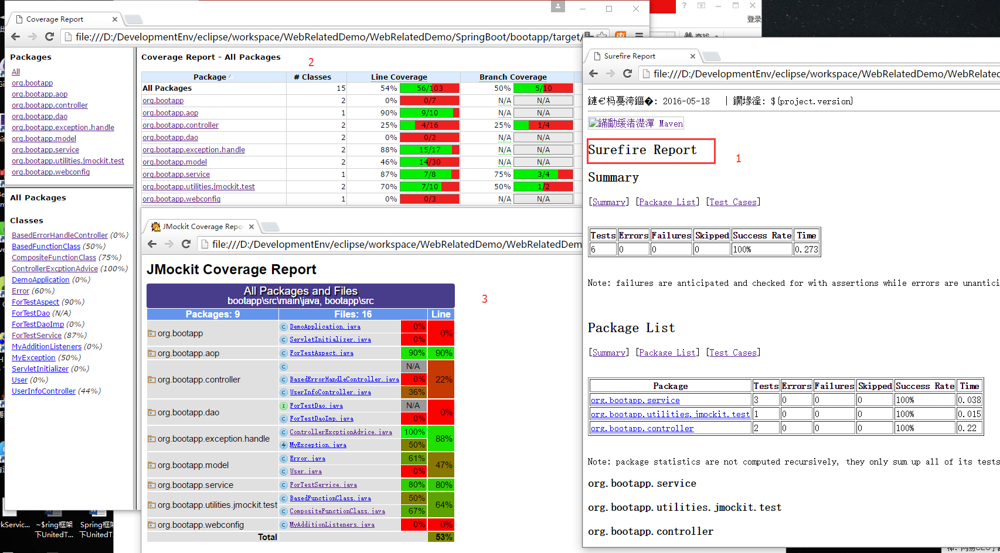 Coverage Report
file:///D:/DevelopmentEnv/eclipse/workspace/WebRelatedDemo/WebRelatedDemo/SpringBoot/bootapp/target/
登录
Packages
All
org.bootapp
org.bootapp.aop
org.bootapp.controller
org.bootapp.dao
org.bootapp.exception.handle
org.bootapp.model
org.bootapp.service
org.bootapp.utilities.jmockit.test
org.bootapp.webconfig
All Packages
Classes
BasedErrorHandleController (0%)
BasedFunctionClass (50%)
CompositeFunctionClass (75%)
ControllerExcptionAdvice (100%)
DemoApplication (0%)
Error (60%)
ForTestAspect (90%)
ForTestDao (N/A)
ForTestDaoImp (0%)
ForTestService (87%)
MyAdditionListeners (0%)
MyException (50%)
ServletInitializer (0%)
User (0%)
UserInfoController (44%)
Coverage Report - All Packages
2
Package # Classes Line Coverage Branch Coverage
All Packages 15 54% 56/103 50% 5/10
org.bootapp 2 0% 0/7 N/A N/A
org.bootapp.aop 1 90% 9/10 N/A N/A
org.bootapp.controller 2 25% 4/16 25% 1/4
org.bootapp.dao 2 0% 0/2 N/A N/A
org.bootapp.exception.handle 2 88% 15/17 N/A N/A
org.bootapp.model 2 46% 14/30 N/A N/A
org.bootapp.service 1 87% 7/8 75% 3/4
org.bootapp.utilities.jmockit.test 2 70% 7/10 50% 1/2
org.bootapp.webconfig 1 0% 0/3 N/A N/A
JMockit Coverage Repo
file:///D:/DevelopmentEnv/eclipse/workspace/WebRelatedDemo/WebRelatedDem
JMockit Coverage Report
All Packages and Files
bootapp\src\main\java, bootapp\src
3
Packages: 9 Files: 16 Line
org.bootapp DemoApplication.java 0% 0%
ServletInitializer.java 0%
org.bootapp.aop ForTestAspect.java 90% 90%
org.bootapp.controller N/A 22%
BasedErrorHandleController.java 0%
UserInfoController.java 36%
org.bootapp.dao ForTestDao.java N/A 0%
ForTestDaoImp.java 0%
org.bootapp.exception.handle ControllerExcptionAdvice.java 100% 88%
MyException.java 50%
org.bootapp.model Error.java 61% 47%
User.java 0%
org.bootapp.service ForTestService.java 80% 80%
org.bootapp.utilities.jmockit.test BasedFunctionClass.java 50% 64%
CompositeFunctionClass.java 67%
org.bootapp.webconfig MyAdditionListeners.java 0% 0%
Total 53%
Surefire Report
file:///D:/DevelopmentEnv/eclipse/workspace/WebRelatedDemo/WebRelated
: 2016-05-18 | : ${project.version}
Maven
Surefire Report
1
Summary
[Summary] [Package List] [Test Cases]
Tests Errors Failures Skipped Success Rate Time
6 0 0 0 100% 0.273
Note: failures are anticipated and checked for with assertions while errors are unantici
Package List
[Summary] [Package List] [Test Cases]
Package Tests Errors Failures Skipped Success Rate Time
org.bootapp.service 3 0 0 0 100% 0.038
org.bootapp.utilities.jmockit.test 1 0 0 0 100% 0.015
org.bootapp.controller 2 0 0 0 100% 0.22
Note: package statistics are not computed recursively, they only sum up all of its tests
org.bootapp.service
org.bootapp.utilities.jmockit.test
org.bootapp.controller
rkServic... ~$ring框架 Spring框架
下UnitedT... 下UnitedT...